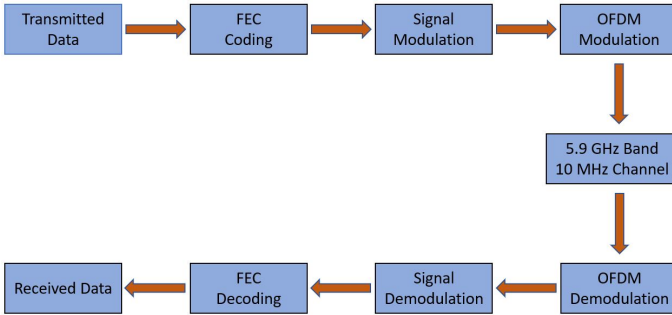 Transmitted
Data
FEC
Coding
Signal
Modulation
OFDM
Modulation
5.9 GHz Band
10 MHz Channel
OFDM
Demodulation
Signal
Demodulation
FEC
Decoding
Received Data